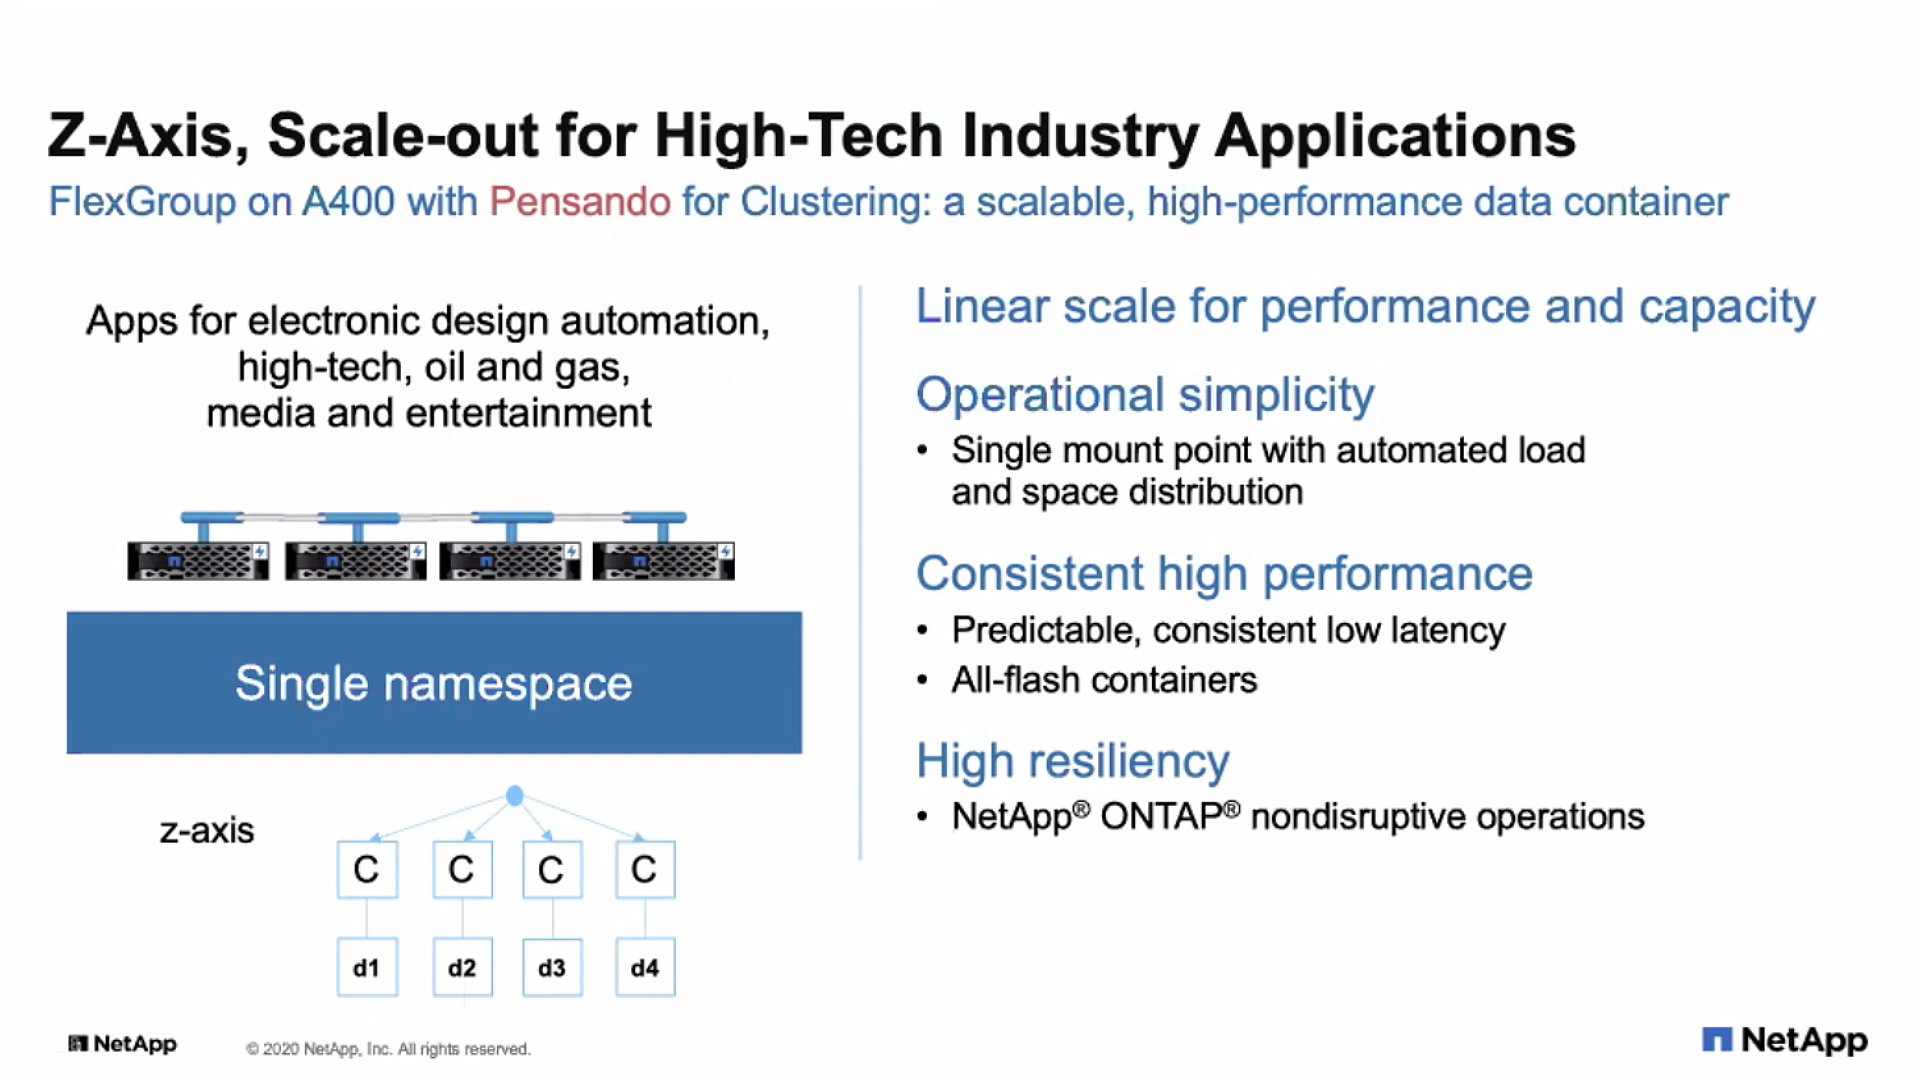 Z-Axis, Scale-out for High-Tech Industry Applications
FlexGroup on A400 with Pensando for Clustering: a scalable, high-performance data container
Apps for electronic design automation,
high-tech, oil and gas,
media and entertainment
Single namespace
z-axis
C C C C
d1 d2 d3 d4
Linear scale for performance and capacity
Operational simplicity
• Single mount point with automated load
and space distribution
Consistent high performance
• Predictable, consistent low latency
• All-flash containers
High resiliency
• NetApp® ONTAP® nondisruptive operations
NetApp
© 2020 NetApp, Inc. All rights reserved.
NetApp